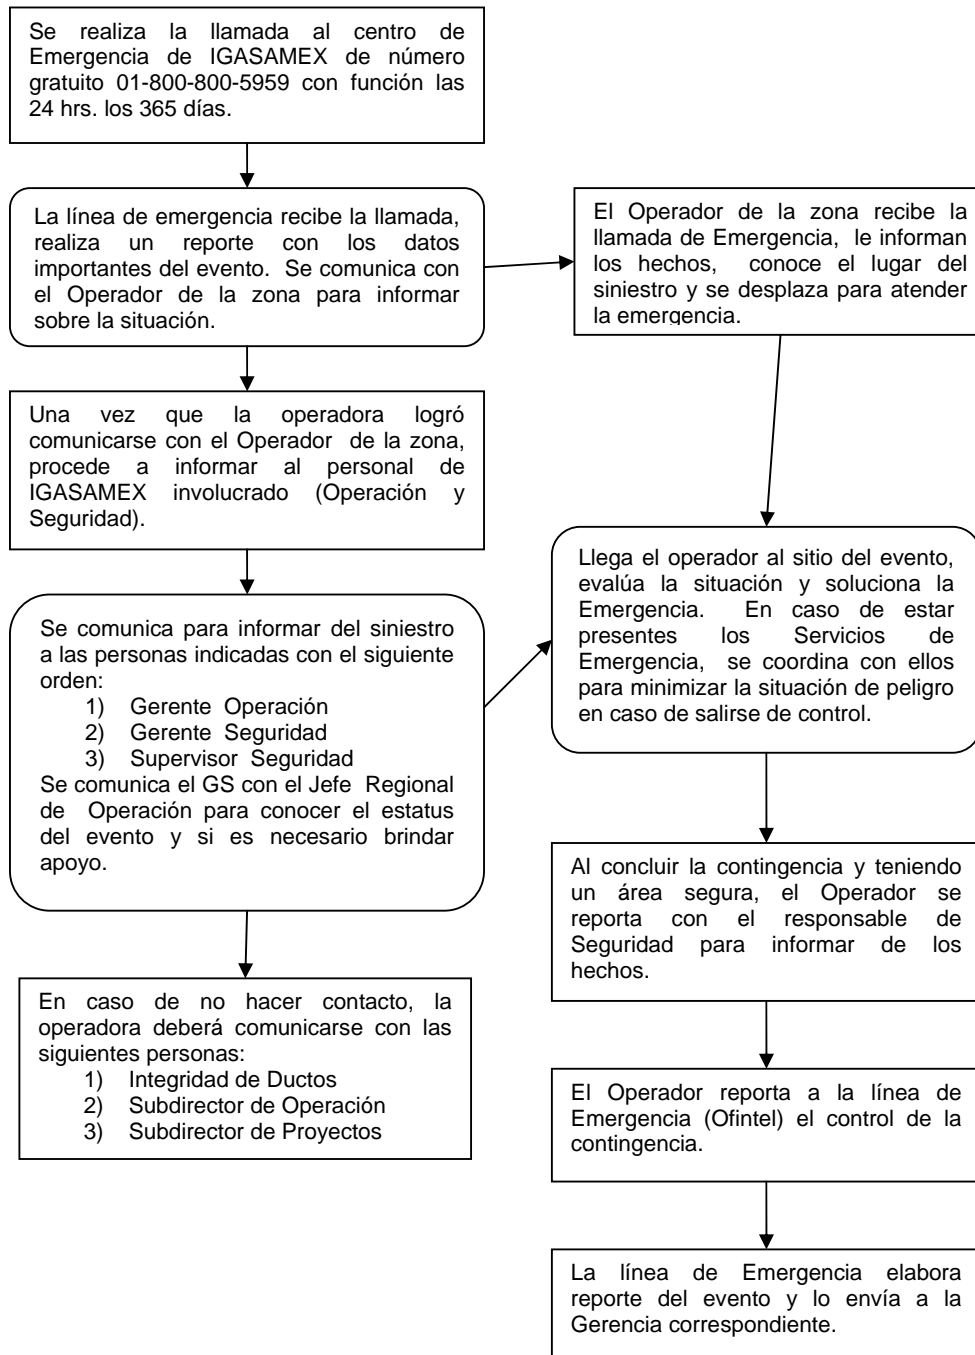 Se realiza la llamada al centro de
Emergencia de IGASAMEX de número
gratuito 01-800-800-5959 con función las
24 hrs. los 365 días.
La línea de emergencia recibe la llamada,
realiza un reporte con los datos
importantes del evento. Se comunica con
el Operador de la zona para informar
sobre la situación.
El Operador de la zona recibe la
llamada de Emergencia, le informan
los hechos, conoce el lugar del
siniestro y se desplaza para atender
la emergencia.
Una vez que la operadora logró
comunicarse con el Operador de la zona,
procede a informar al personal de
IGASAMEX involucrado (Operación y
Seguridad).
Se comunica para informar del siniestro
a las personas indicadas con el siguiente
orden:
1) Gerente Operación
2) Gerente Seguridad
3) Supervisor Seguridad
Se comunica el GS con el Jefe Regional
de Operación para conocer el estatus
del evento y si es necesario brindar
apoyo.
Llega el operador al sitio del evento,
evalúa la situación y soluciona la
Emergencia. En caso de estar
presentes los Servicios de
Emergencia, se coordina con ellos
para minimizar la situación de peligro
en caso de salirse de control.
En caso de no hacer contacto, la
operadora deberá comunicarse con las
siguientes personas:
1) Integridad de Ductos
2) Subdirector de Operación
3) Subdirector de Proyectos
Al concluir la contingencia y teniendo
un área segura, el Operador se
reporta con el responsable de
Seguridad para informar de los
hechos.
El Operador reporta a la línea de
Emergencia (Ofintel) el control de la
contingencia.
La línea de Emergencia elabora
reporte del evento y lo envía a la
Gerencia correspondiente.